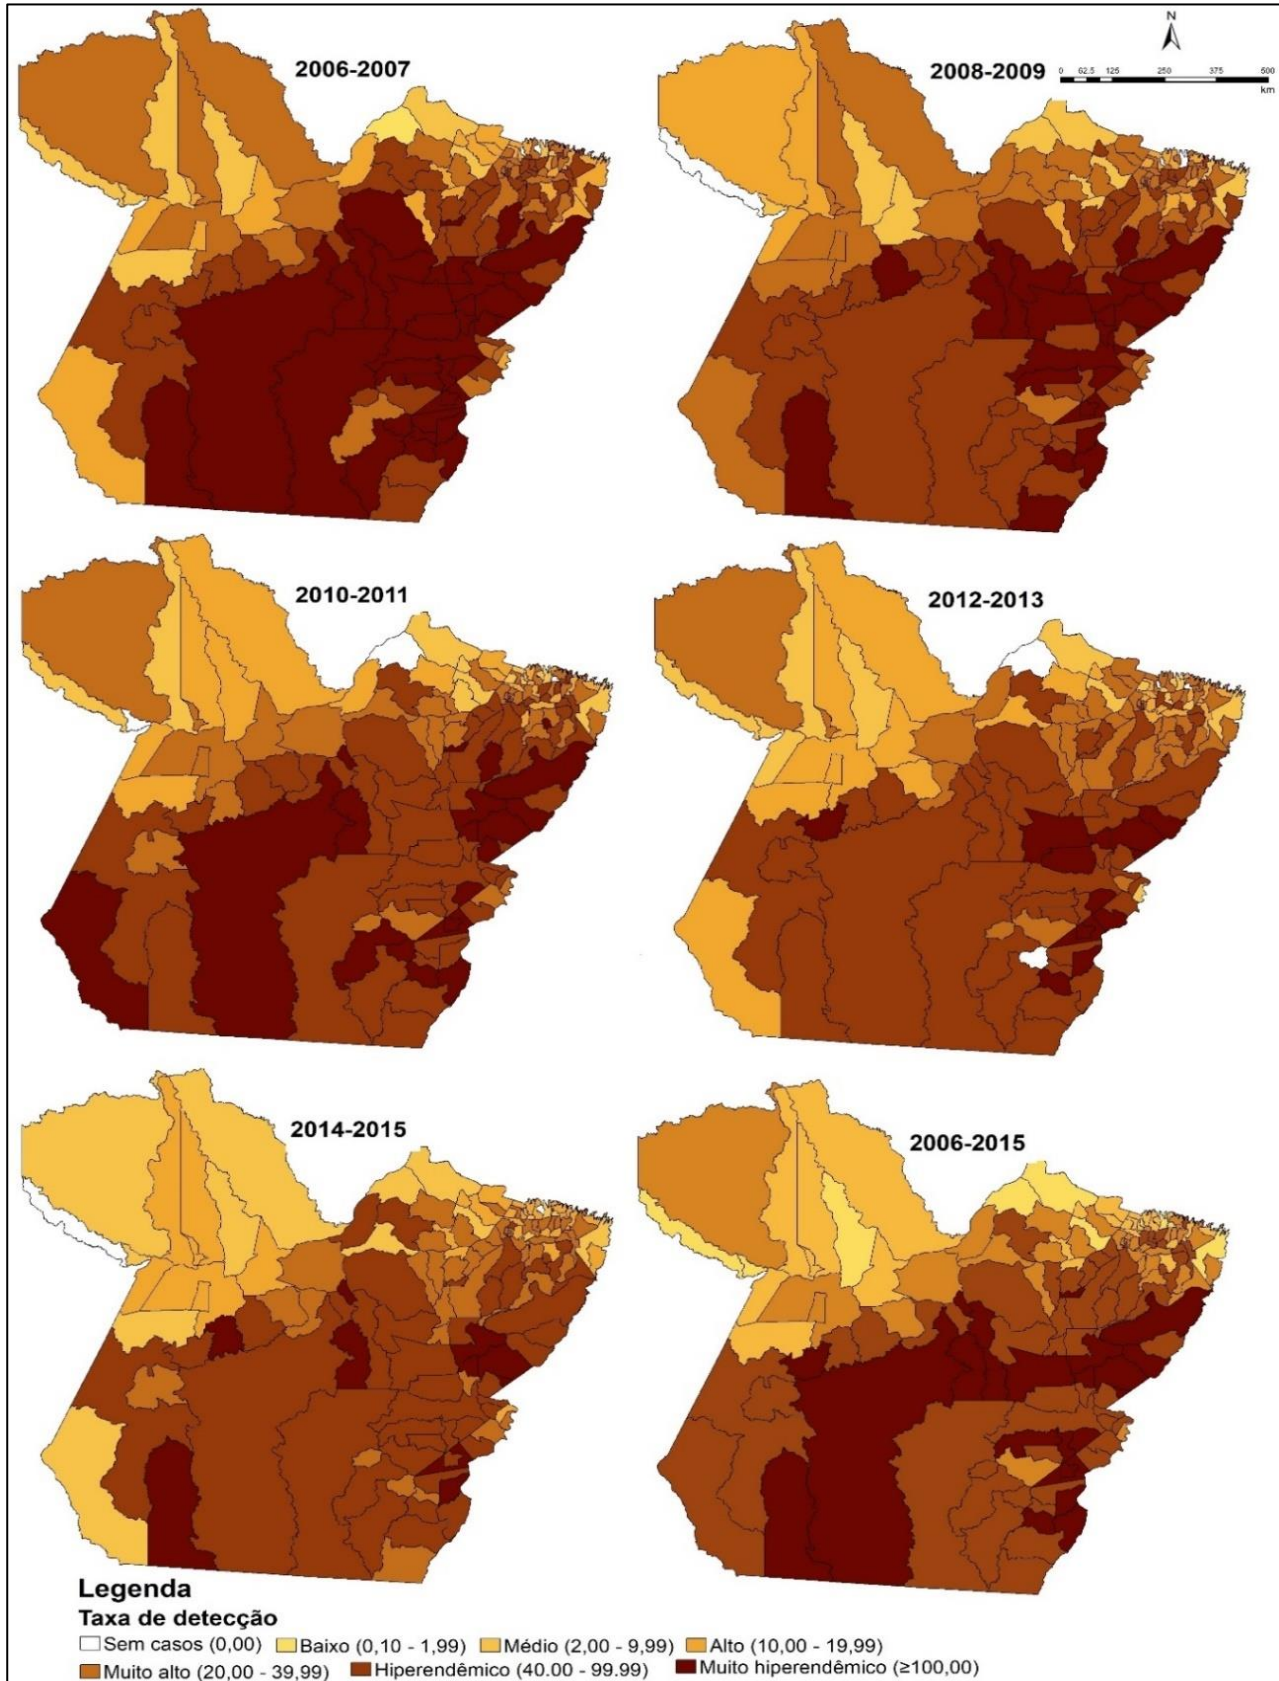 2006-2007
2008-2009
N
0 62.5 125 250 375 500
km
2010-2011
2012-2013
2014-2015
2006-2015
Legenda
Taxa de detecção
Sem casos (0,00) Baixo (0,10 - 1,99) Médio (2,00 - 9,99) Alto (10,00 - 19,99)
Muito alto (20,00 - 39,99) Hiperendêmico (40.00 - 99.99) Muito hiperendêmico (≥100,00)